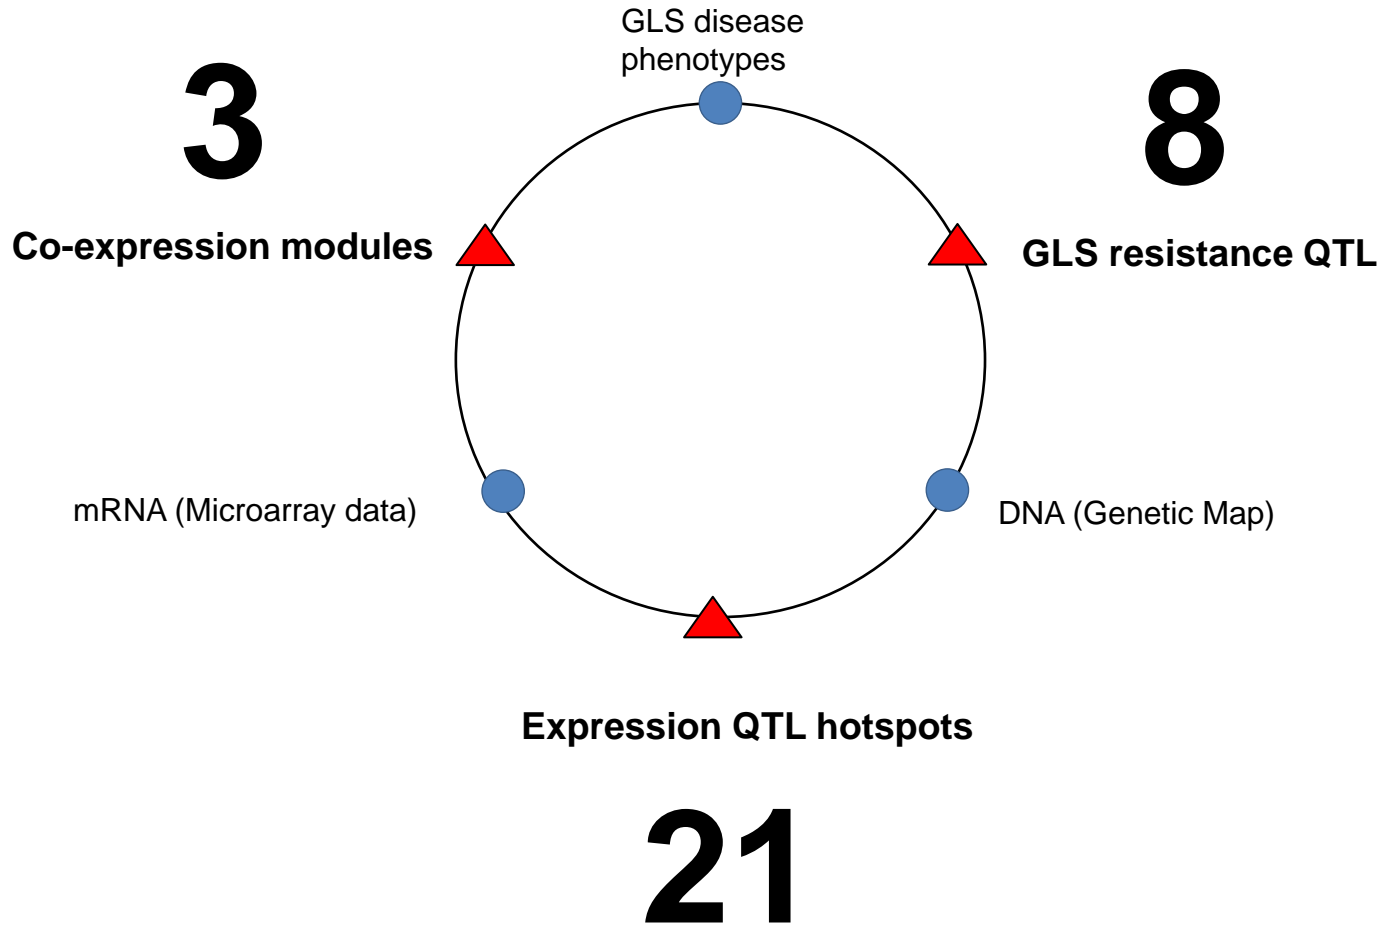 GLS disease
phenotypes
3
8
Co-expression modules
GLS resistance QTL
mRNA (Microarray data)
DNA (Genetic Map)
Expression QTL hotspots
21